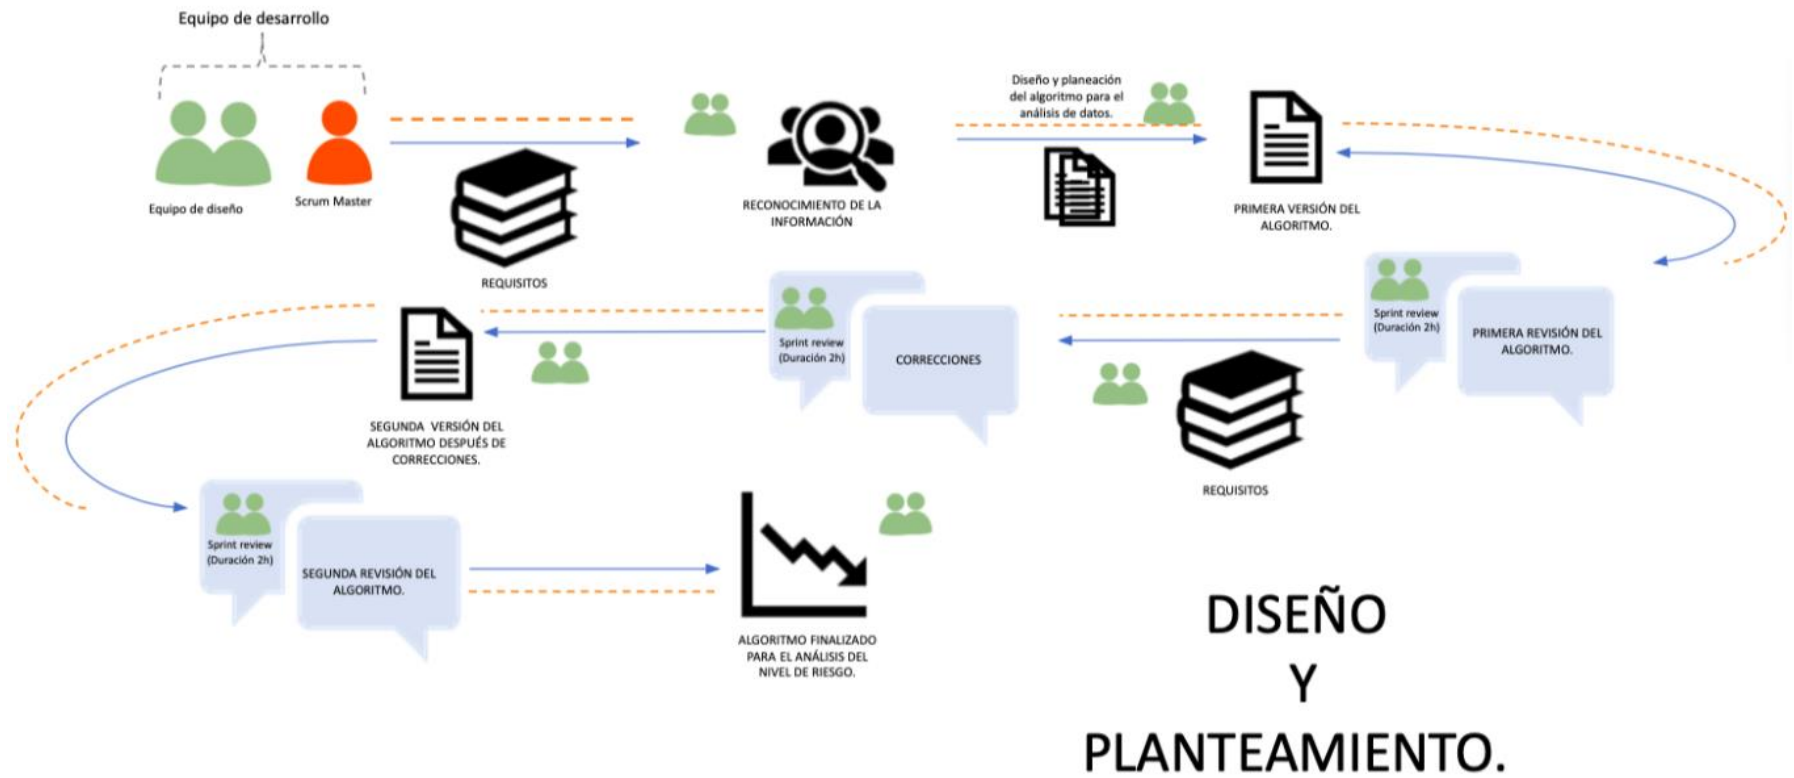 Equipo de desarrollo
Equipo de diseño
Scrum Master
REQUISITOS
RECONOCIMIENTO DE LA
INFORMACIÓN
Diseño y planeación
del algoritmo para el
análisis de datos.
PRIMERA VERSIÓN DEL
ALGORITMO.
Sprint review
(Duración 2h)
PRIMERA REVISIÓN DEL
ALGORITMO.
REQUISITOS
Sprint review
(Duración 2h)
CORRECCIONES
SEGUNDA VERSIÓN DEL
ALGORITMO DESPUÉS DE
CORRECCIONES.
Sprint review
(Duración 2h)
SEGUNDA REVISIÓN DEL
ALGORITMO.
ALGORITMO FINALIZADO
PARA EL ANÁLISIS DEL
NIVEL DE RIESGO.
DISEÑO
Y
PLANTEAMIENTO.